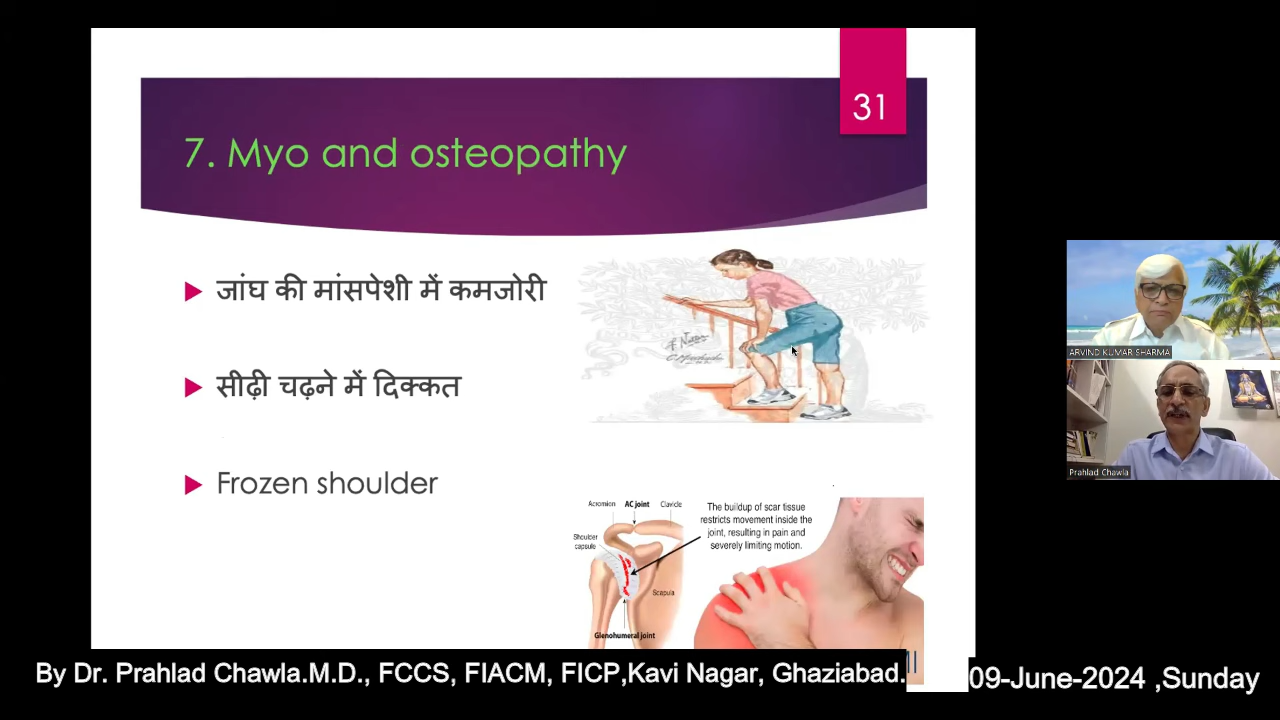 31
7. Myo and osteopathy
जांघ की मांसपेशी में कमजोरी
सीढ़ी चढ़ने में दिक्कत
Frozen shoulder
Acromion AC joint Clavicle
Shoulder
capsule
Scapula
Glenohumeral joint
The buildup of scar tissue
restricts movement inside the
joint, resulting in pain and
severely limiting motion.
ARVIND KUMAR SHARMA
Prahlad Chawla
By Dr. Prahlad Chawla.M.D., FCCS, FIACM, FICP,Kavi Nagar, Ghaziabad.
09-June-2024 ,Sunday